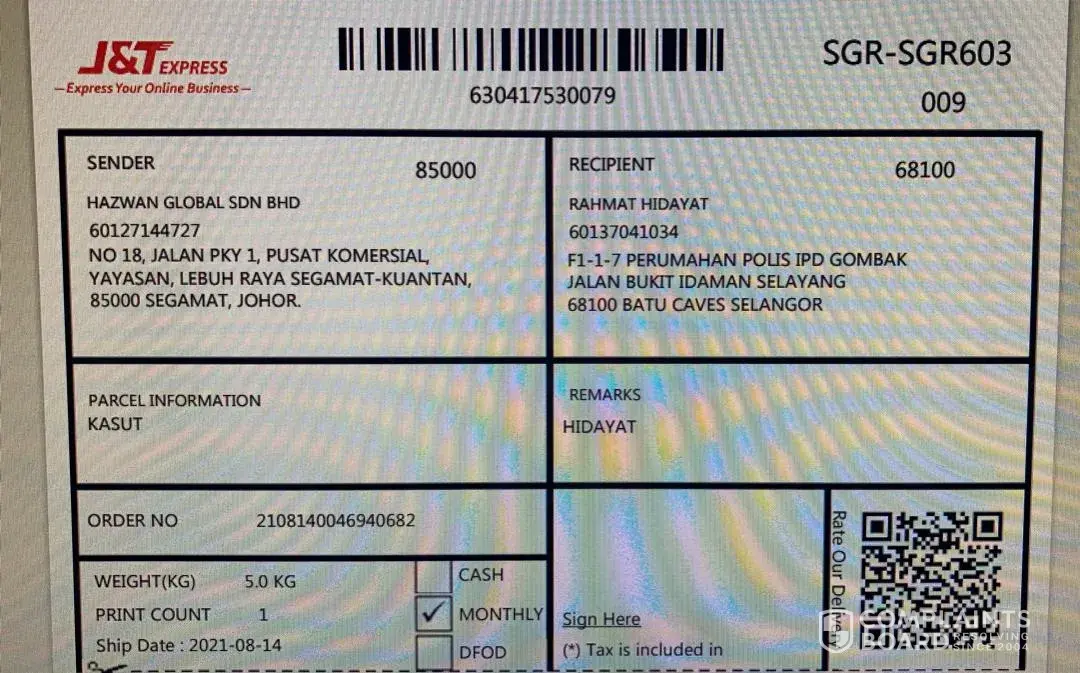 J&T EXPRESS
Express Your Online Business
630417530079
SGR-SGR603
009
SENDER 85000
HAZWAN GLOBAL SDN BHD
60127144727
NO 18, JALAN PKY 1, PUSAT KOMERSIAL,
YAYASAN, LEBUH RAYA SEGAMAT-KUANTAN,
85000 SEGAMAT, JOHOR.
RECIPIENT 68100
RAHMAT HIDAYAT
60137041034
F1-1-7 PERUMAHAN POLIS IPD GOMBAK
JALAN BUKIT IDAMAN SELAYANG
68100 BATU CAVES SELANGOR
PARCEL INFORMATION
KASUT
REMARKS
HIDAYAT
ORDER NO 2108140046940682
WEIGHT(KG) 5.0 KG
PRINT COUNT 1
Ship Date : 2021-08-14
CASH
MONTHLY
DFOD
Sign Here
(*) Tax is included in
Rate Our Delivery
COMPLAINTS
BOARD RESOLVING
SINCE 2004